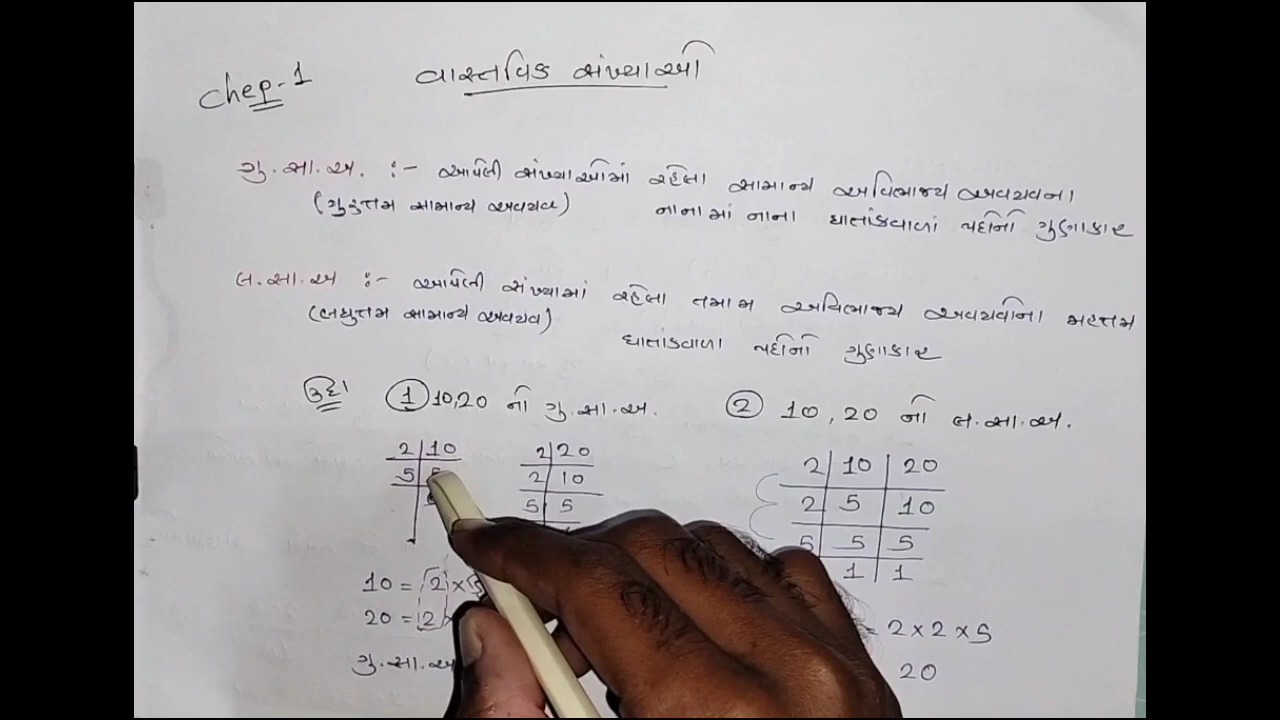 Chep-1
વાસ્તવિક સંખ્યાઓ
ગુ.સા.અ. :- આપેલી સંખ્યાઓમાં રહેલા સામાન્ય અવિભાજ્ય અવયવના
(ગુરુત્તમ સામાન્ય અવયવ) નાનામાં નાના ઘાતાંકવાળાં પદોનો ગુણાકાર
લ.સા.અ :- આપેલી સંખ્યામાં રહેલા તમામ અવિભાજ્ય અવયવોના મહત્તમ
(લઘુત્તમ સામાન્ય અવયવ)
ઘાતાંકવાળા પદોનો ગુણાકાર
ઉદા
1 10,20 નો ગુ.સા.અ.
2 10
5 5
2 20
2 10
5 5
10 = 2 × 5
20 = 2
ગુ.સા.અ
2 10, 20 નો લ.સા.અ.
2 10 20
2 5 10
5 5 5
1 1
= 2 × 2 × 5
20